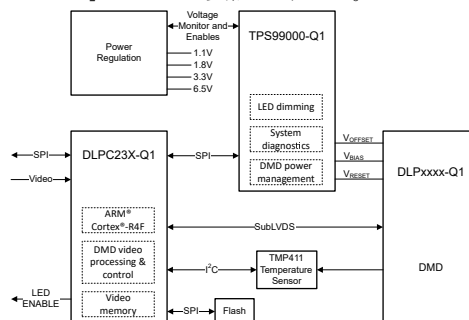 Voltage
Monitor and
Enables
TPS99000-Q1
Power
Regulation
1.1V
1.8V
3.3V
6.5V
LED dimming
System
diagnostics
DMD power
management
VOFFSET
VBIAS
VRESET
DLPxxxx-Q1
DMD
SPI
DLPC23X-Q1
SPI
Video
ARM®
Cortex®-R4F
SubLVDS
DMD video
processing &
control
I²C
TMP411
Temperature
Sensor
LED
ENABLE
Video
memory
SPI
Flash